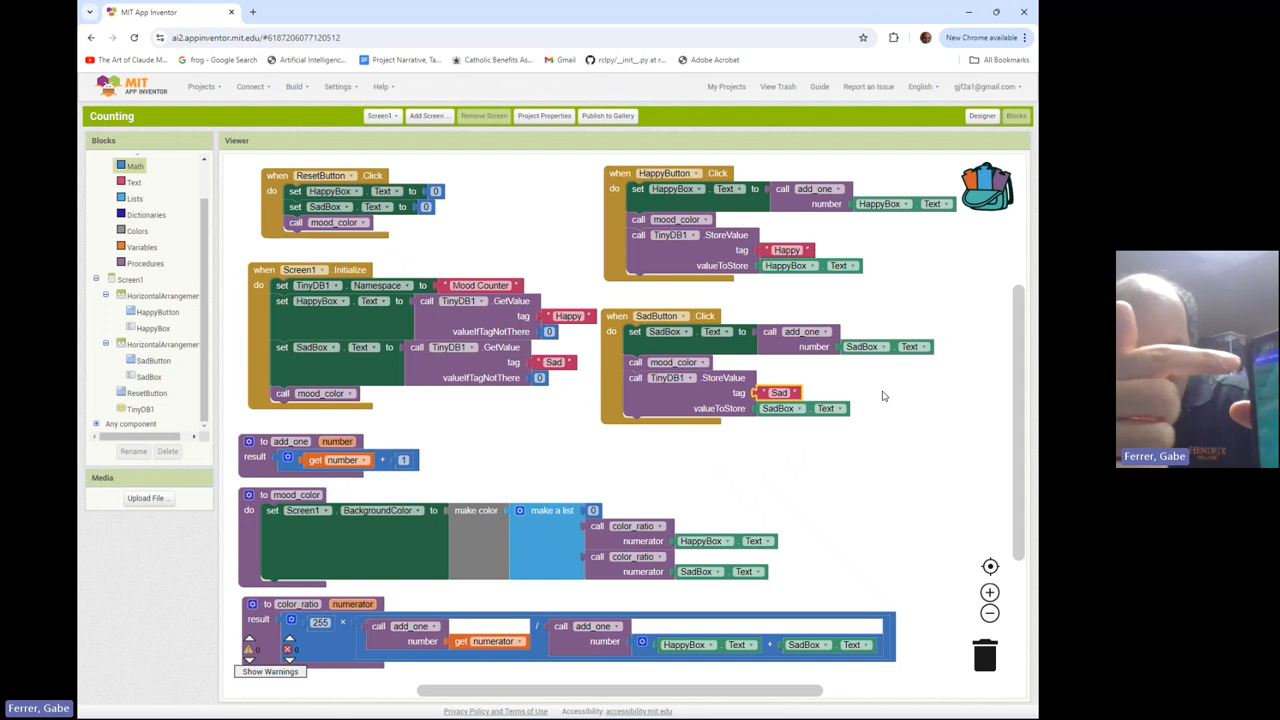 MIT App Inventor
ai2.appinventor.mit.edu/#6187206077120512
New Chrome available
The Art of Claude M...
frog - Google Search
Artificial Intelligenc...
Project Narrative, Ta...
Catholic Benefits As...
Gmail
rclpy/__init__.py at r...
Adobe Acrobat
All Bookmarks
MIT
APP INVENTOR
Projects
Connect
Build
Settings
Help
My Projects
View Trash
Guide
Report an Issue
English
gjf2a1@gmail.com
Counting
Screen1
Add Screen ...
Remove Screen
Project Properties
Publish to Gallery
Designer
Blocks
Blocks
Math
Text
Lists
Dictionaries
Colors
Variables
Procedures
Screen1
HorizontalArrangemer
HappyButton
HappyBox
HorizontalArrangemer
SadButton
SadBox
ResetButton
TinyDB1
Any component
Rename
Delete
Media
Upload File ...
Viewer
when ResetButton . Click
do set HappyBox . Text to 0
set SadBox . Text to 0
call mood_color
when Screen1 . Initialize
do set TinyDB1 . Namespace to " Mood Counter "
set HappyBox . Text to call TinyDB1 .GetValue
tag " Happy "
valueIfTagNotThere 0
set SadBox . Text to call TinyDB1 .GetValue
tag " Sad "
valueIfTagNotThere 0
call mood_color
when HappyButton . Click
do set HappyBox . Text to call add_one
number HappyBox . Text
call mood_color
call TinyDB1 .StoreValue
tag " Happy "
valueToStore HappyBox . Text
when SadButton . Click
do set SadBox . Text to call add_one
number SadBox . Text
call mood_color
call TinyDB1 .StoreValue
tag " Sad "
valueToStore SadBox . Text
to add_one number
result get number + 1
to mood_color
do set Screen1 . BackgroundColor to make color make a list 0
call color_ratio
numerator HappyBox . Text
call color_ratio
numerator SadBox . Text
to color_ratio numerator
result 255 × call add_one / call add_one
number get numerator number HappyBox . Text + SadBox . Text
0 0
Show Warnings
Privacy Policy and Terms of Use
Accessibility: accessibility.mit.edu
HENDRIX
Ferrer, Gabe
Ferrer, Gabe